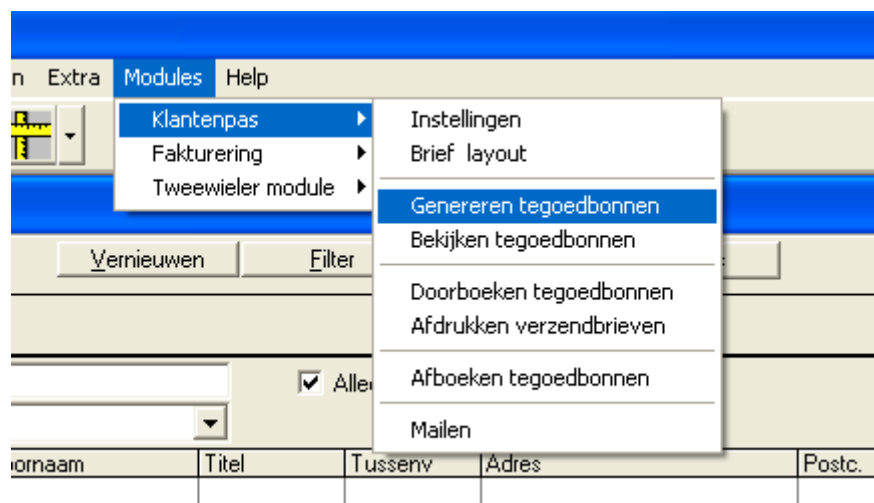 n Extra Modules Help
Klantenpas
Fakturering
Tweewieler module
Instellingen
Brief layout
Genereren tegoedbonnen
Bekijken tegoedbonnen
Doorboeken tegoedbonnen
Afdrukken verzendbrieven
Afboeken tegoedbonnen
Mailen
Vernieuwen Filter
Allee
oornaam Titel Tussenv Adres Postc.